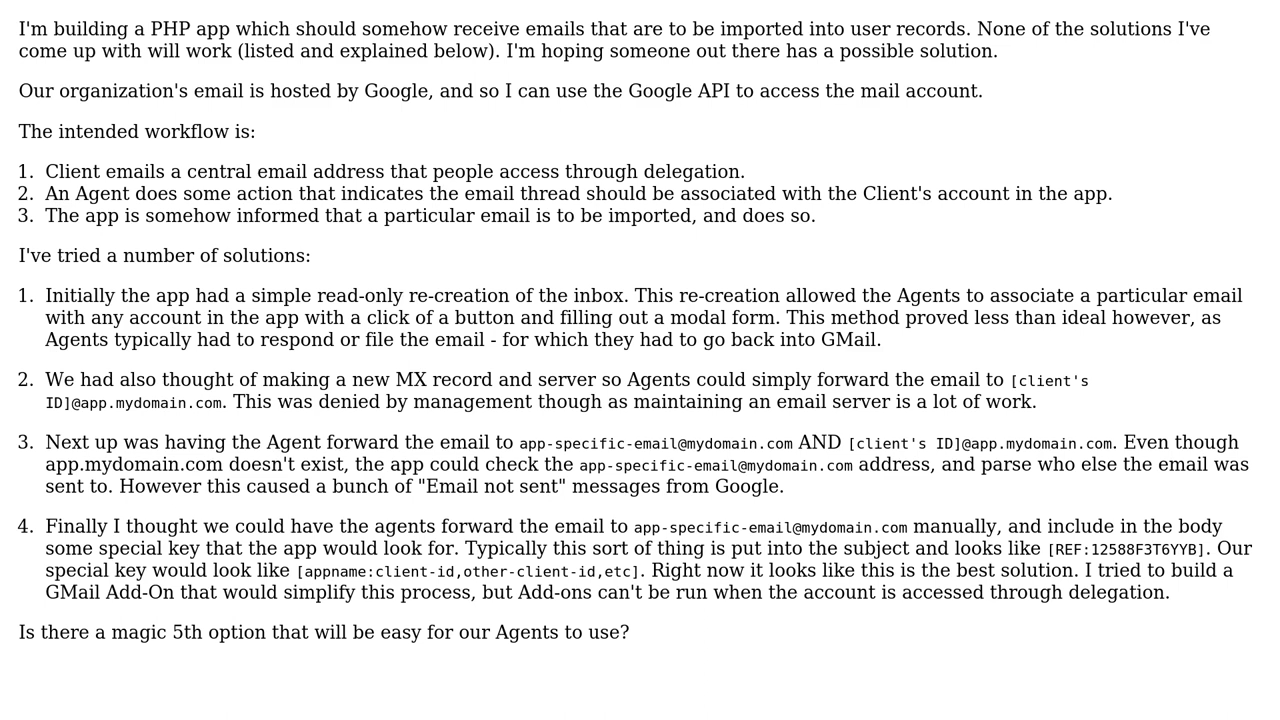 I'm building a PHP app which should somehow receive emails that are to be imported into user records. None of the solutions I've
come up with will work (listed and explained below). I'm hoping someone out there has a possible solution.
Our organization's email is hosted by Google, and so I can use the Google API to access the mail account.
The intended workflow is:
1. Client emails a central email address that people access through delegation.
2. An Agent does some action that indicates the email thread should be associated with the Client's account in the app.
3. The app is somehow informed that a particular email is to be imported, and does so.
I've tried a number of solutions:
1. Initially the app had a simple read-only re-creation of the inbox. This re-creation allowed the Agents to associate a particular email
with any account in the app with a click of a button and filling out a modal form. This method proved less than ideal however, as
Agents typically had to respond or file the email - for which they had to go back into GMail.
2. We had also thought of making a new MX record and server so Agents could simply forward the email to [client's
ID]@app.mydomain.com. This was denied by management though as maintaining an email server is a lot of work.
3. Next up was having the Agent forward the email to app-specific-email@mydomain.com AND [client's ID]@app.mydomain.com. Even though
app.mydomain.com doesn't exist, the app could check the app-specific-email@mydomain.com address, and parse who else the email was
sent to. However this caused a bunch of "Email not sent" messages from Google.
4. Finally I thought we could have the agents forward the email to app-specific-email@mydomain.com manually, and include in the body
some special key that the app would look for. Typically this sort of thing is put into the subject and looks like [REF:12588F3T6YYB]. Our
special key would look like [appname:client-id,other-client-id,etc]. Right now it looks like this is the best solution. I tried to build a
GMail Add-On that would simplify this process, but Add-ons can't be run when the account is accessed through delegation.
Is there a magic 5th option that will be easy for our Agents to use?